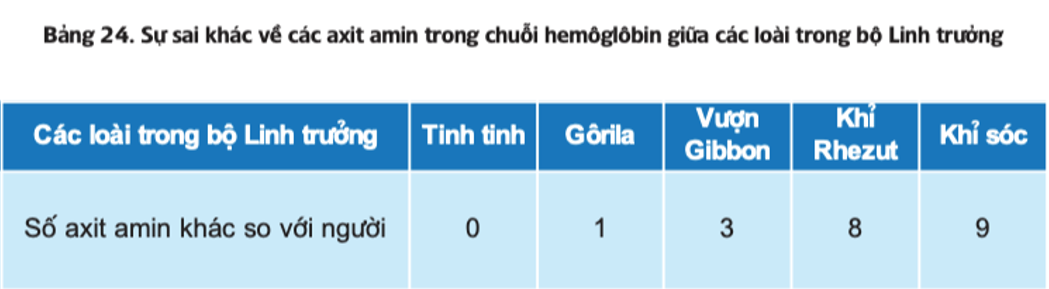 Bảng 24. Sự sai khác về các axit amin trong chuỗi hemôglôbin giữa các loài trong bộ Linh trưởng
Các loài trong bộ Linh trưởng Tinh tinh Gôrila Vượn Gibbon Khỉ Rhezut Khỉ sóc
Số axit amin khác so với người 0 1 3 8 9